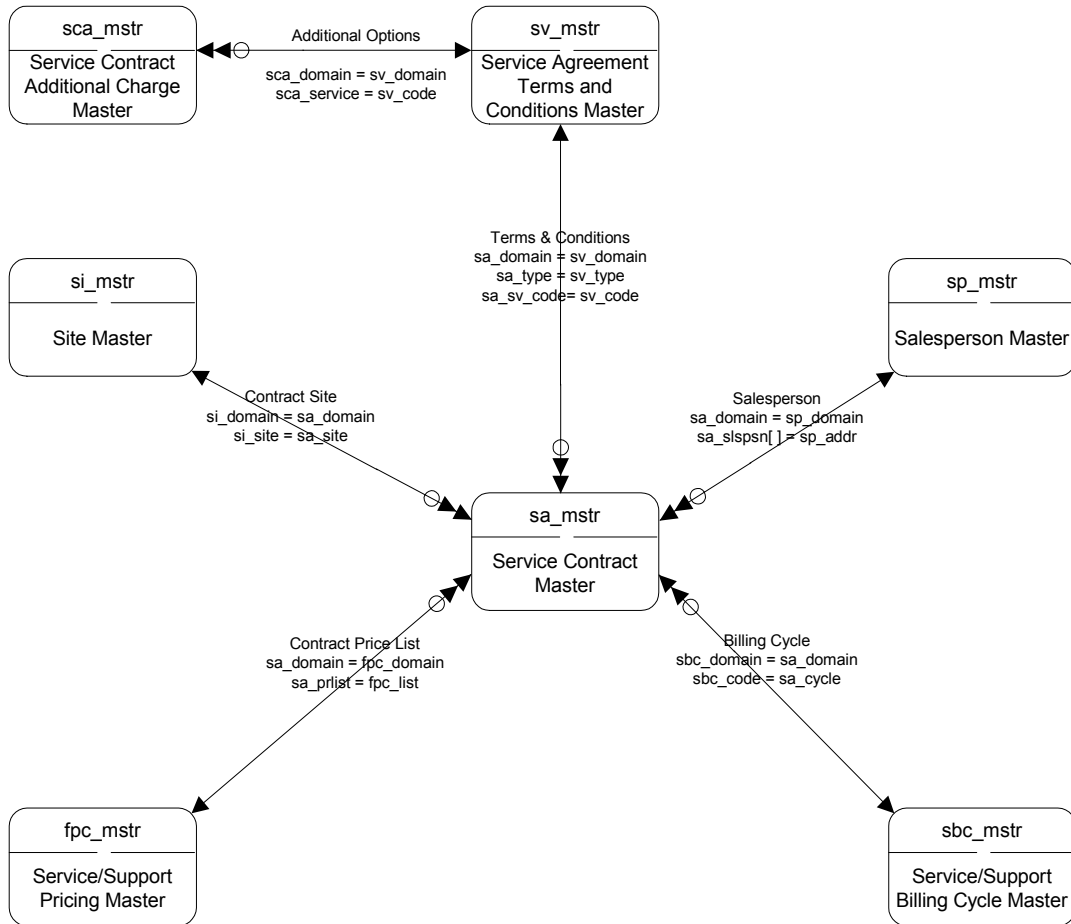 sca_mstr
Service Contract
Additional Charge
Master
Additional Options
sca_domain = sv_domain
sca_service = sv_code
sv_mstr
Service Agreement
Terms and
Conditions Master
Terms & Conditions
sa_domain = sv_domain
sa_type = sv_type
sa_sv_code= sv_code
si_mstr
Site Master
sp_mstr
Salesperson Master
Contract Site
si_domain = sa_domain
si_site = sa_site
Salesperson
sa_domain = sp_domain
sa_slspsn[ ] = sp_addr
sa_mstr
Service Contract
Master
Contract Price List
sa_domain = fpc_domain
sa_prlist = fpc_list
Billing Cycle
sbc_domain = sa_domain
sbc_code = sa_cycle
fpc_mstr
Service/Support
Pricing Master
sbc_mstr
Service/Support
Billing Cycle Master